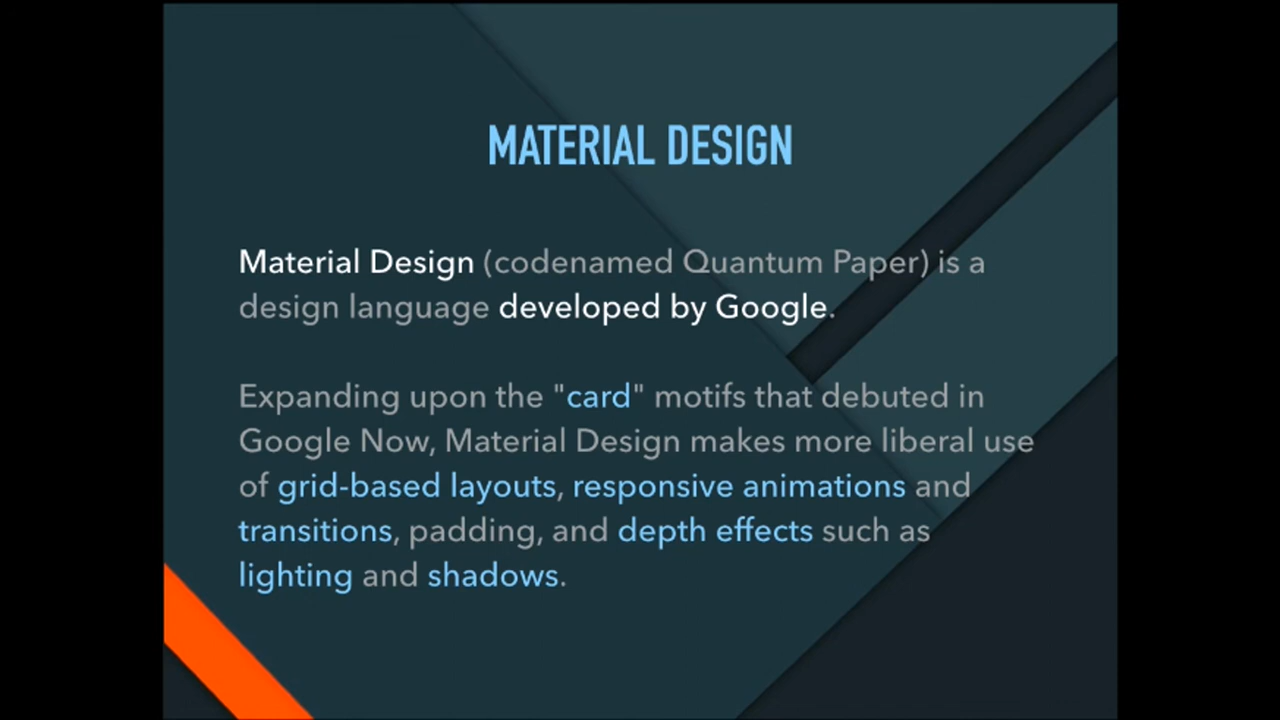 MATERIAL DESIGN
Material Design (codenamed Quantum Paper) is a
design language developed by Google.
Expanding upon the "card" motifs that debuted in
Google Now, Material Design makes more liberal use
of grid-based layouts, responsive animations and
transitions, padding, and depth effects such as
lighting and shadows.